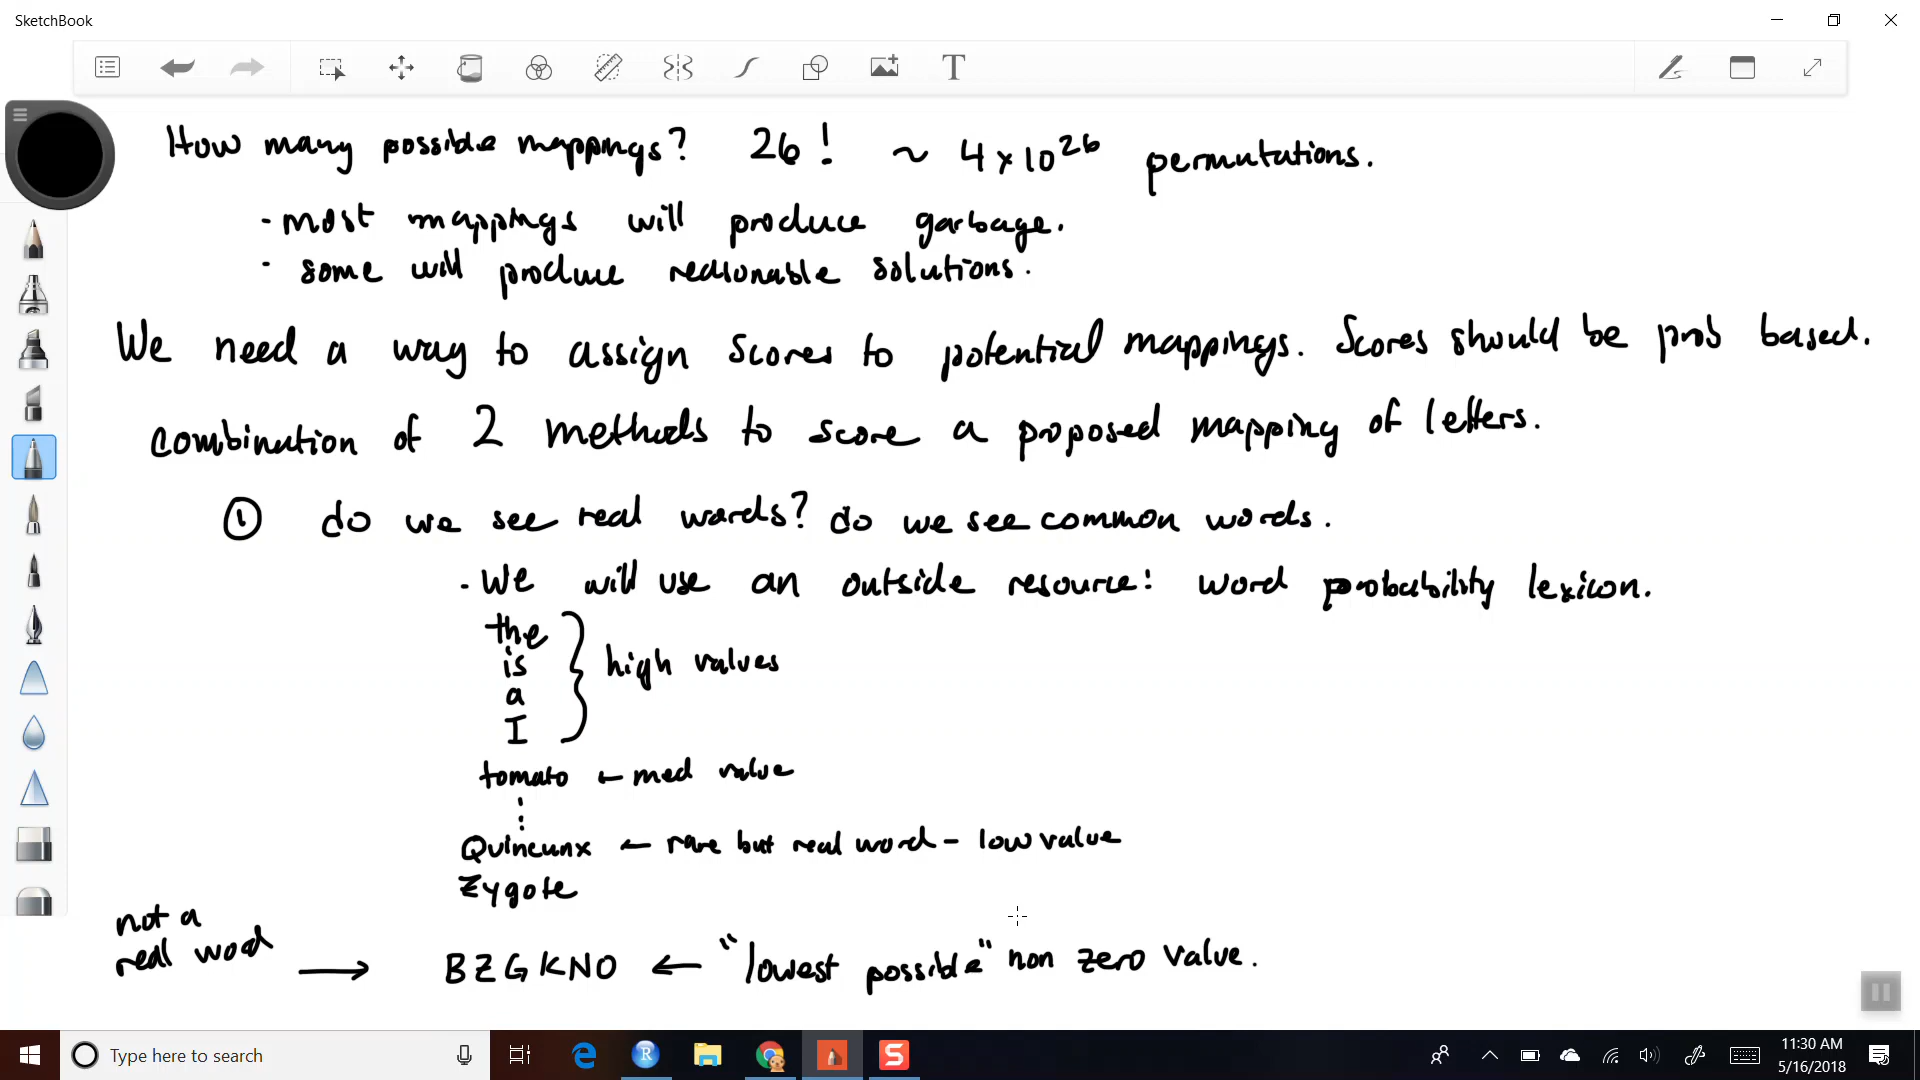 SketchBook
T
How many possible mappings? 26! ~ 4 x 10^26 permutations.
- most mappings will produce garbage.
- some will produce reasonable solutions.
We need a way to assign scores to potential mappings. Scores should be prob based.
combination of 2 methods to score a proposed mapping of letters.
① do we see real words? do we see common words.
- We will use an outside resource: word probability lexicon.
the
is
a
I
} high values
tomato ← med value
⋮
Quincunx ← rare but real word - low value
Zygote
not a
real word → BZGKNO ← "lowest possible" non zero value.
Type here to search
11:30 AM
5/16/2018